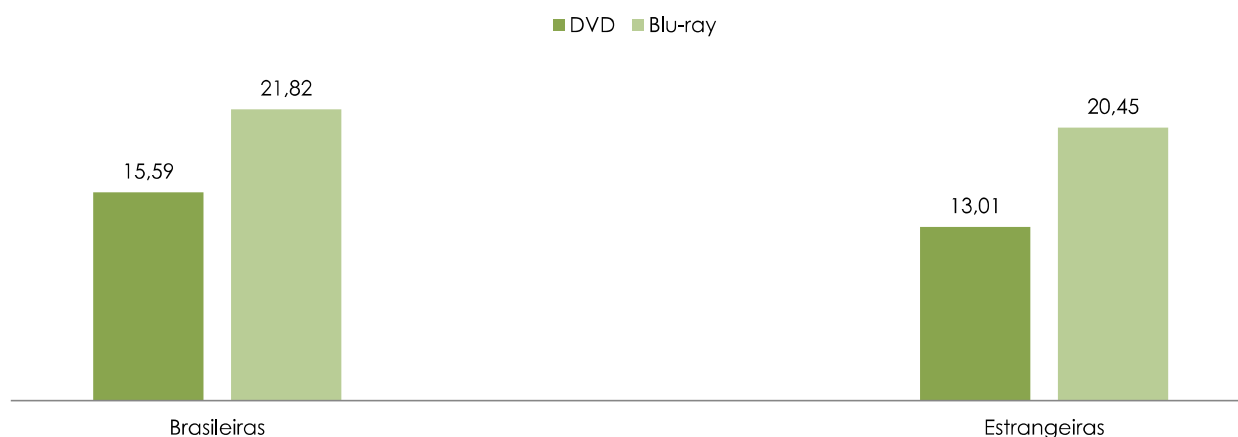 DVD Blu-ray
21,82
20,45
15,59
13,01
Brasileiras Estrangeiras